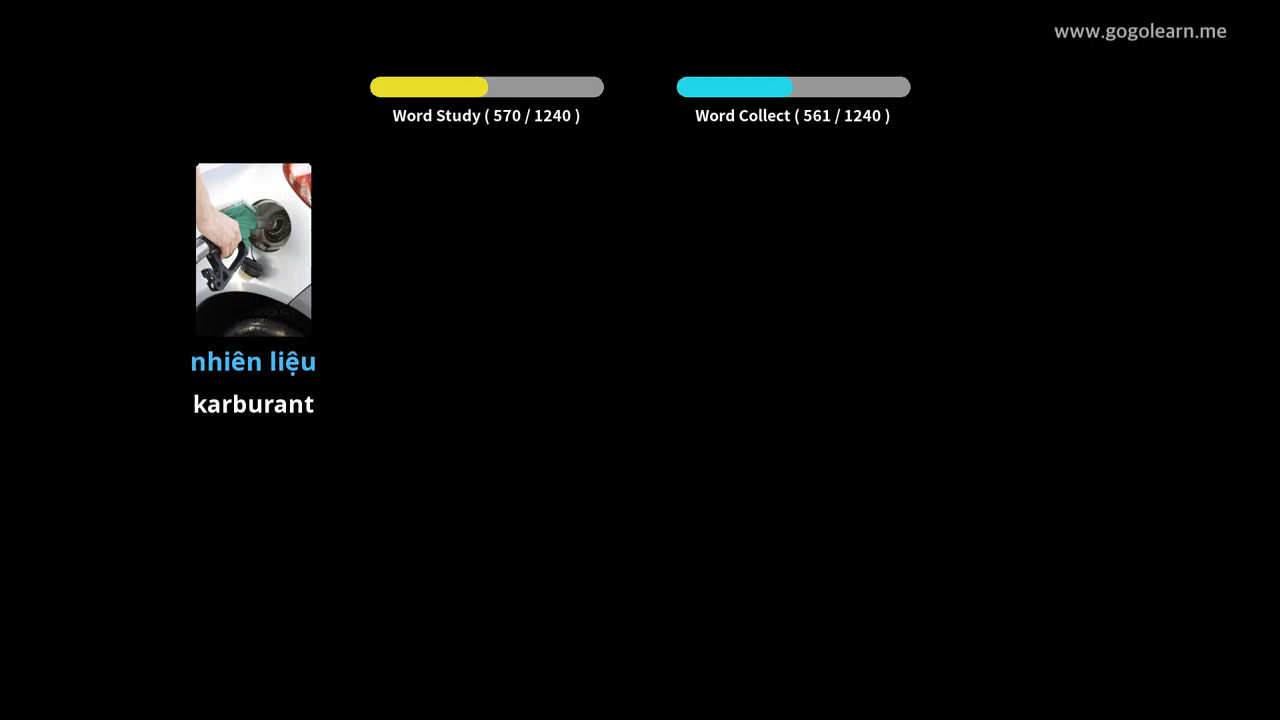 www.gogolearn.me
Word Study ( 570 / 1240 )
Word Collect ( 561 / 1240 )
nhiên liệu
karburant